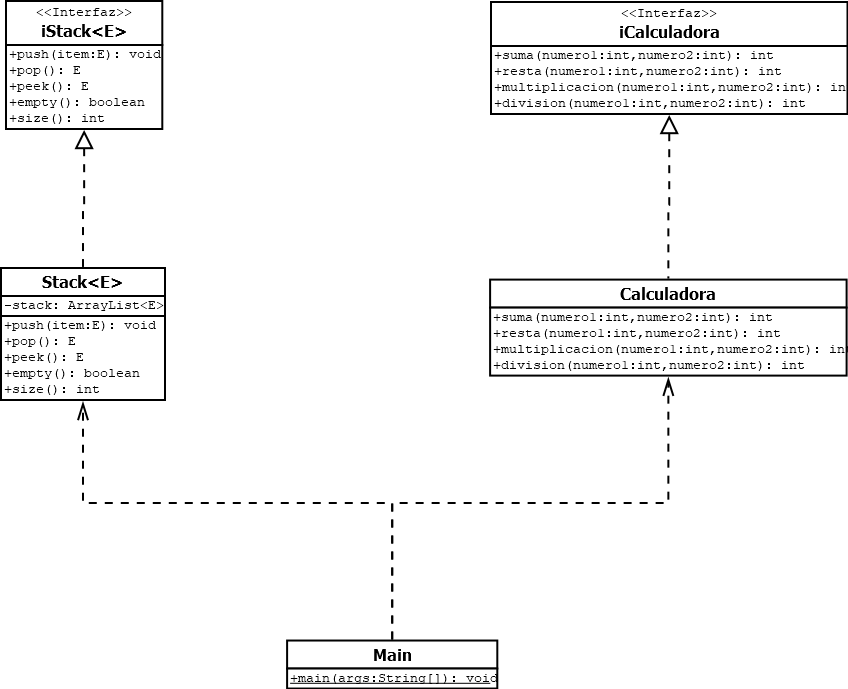 <<Interfaz>>
iStack<E>
+push(item:E): void
+pop(): E
+peek(): E
+empty(): boolean
+size(): int
<<Interfaz>>
iCalculadora
+suma(numero1:int,numero2:int): int
+resta(numero1:int,numero2:int): int
+multiplicacion(numero1:int,numero2:int): in
+division(numero1:int,numero2:int): int
Stack<E>
-stack: ArrayList<E>
+push(item:E): void
+pop(): E
+peek(): E
+empty(): boolean
+size(): int
Calculadora
+suma(numero1:int,numero2:int): int
+resta(numero1:int,numero2:int): int
+multiplicacion(numero1:int,numero2:int): in
+division(numero1:int,numero2:int): int
Main
+main(args:String[]): void